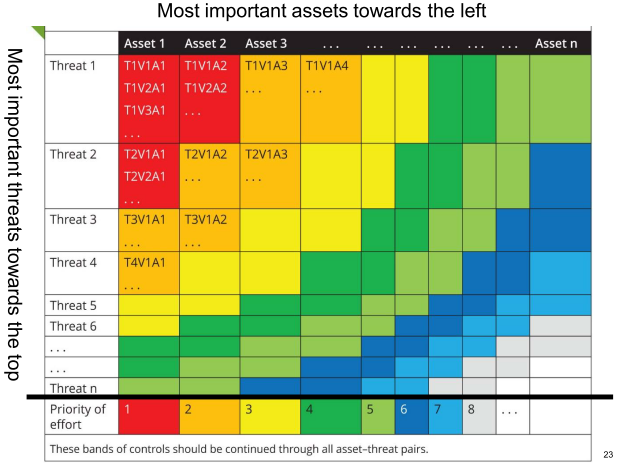 Most important assets towards the left
Most important threats towards the top
Asset 1 Asset 2 Asset 3 ... ... ... ... ... ... Asset n
Threat 1 T1V1A1 T1V1A2 T1V1A3 T1V1A4
T1V2A1 T1V2A2 ... ...
T1V3A1 ...
...
Threat 2 T2V1A1 T2V1A2 T2V1A3
T2V2A1 ... ...
...
Threat 3 T3V1A1 T3V1A2
... ...
Threat 4 T4V1A1
...
Threat 5
Threat 6
...
...
Threat n
Priority of 1 2 3 4 5 6 7 8 ...
effort
These bands of controls should be continued through all asset–threat pairs.
23